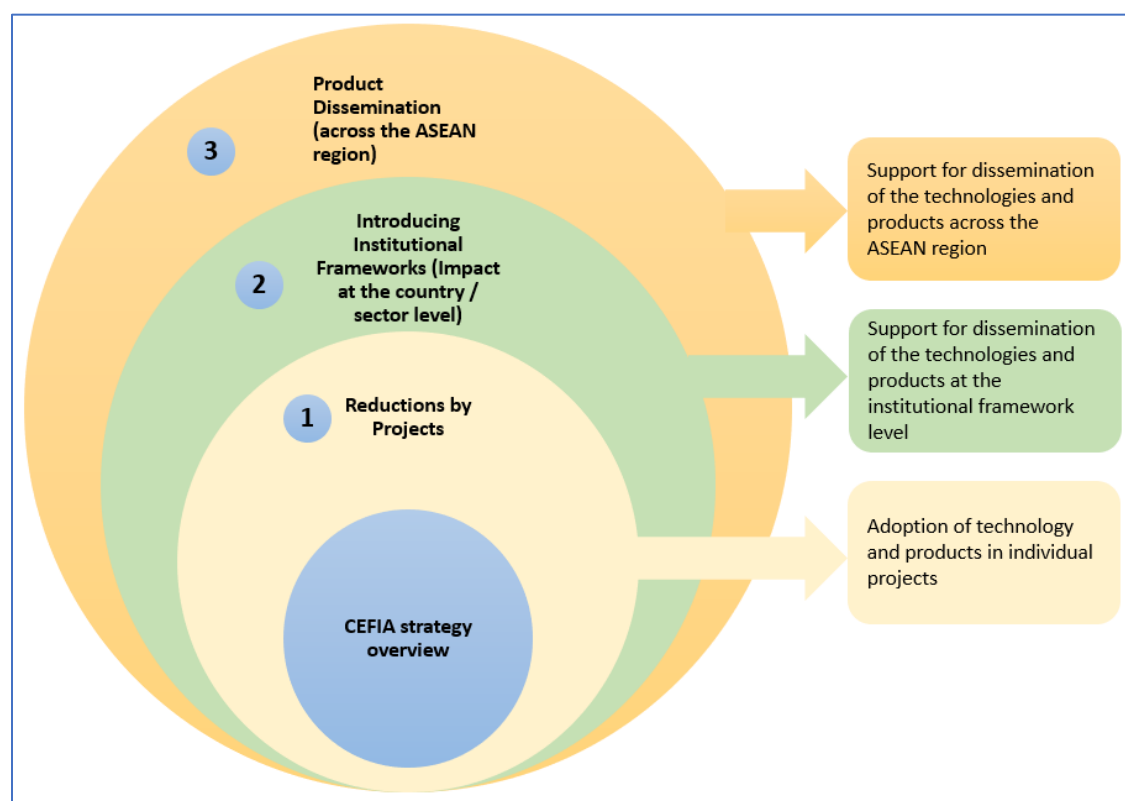 Product
Dissemination
(across the ASEAN
region)
3
Introducing
Institutional
Frameworks (Impact
at the country /
sector level)
2
1
Reductions by
Projects
CEFIA strategy
overview
Support for dissemination
of the technologies and
products across the
ASEAN region
Support for dissemination
of the technologies and
products at the
institutional framework
level
Adoption of technology
and products in individual
projects